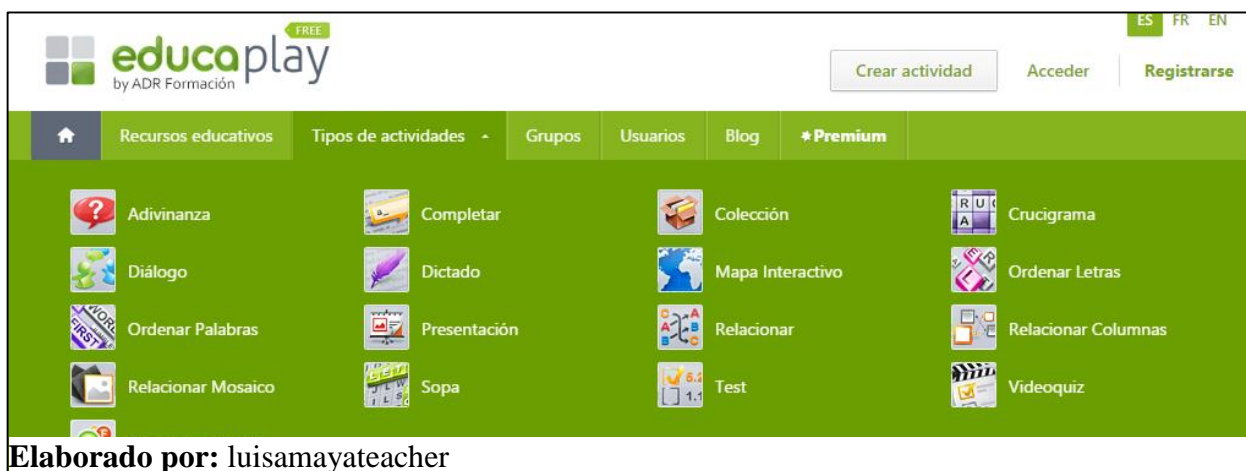 ES FR EN
FREE
educaplay
by ADR Formación
Crear actividad Acceder Registrarse
Recursos educativos Tipos de actividades Grupos Usuarios Blog *Premium
Adivinanza Completar Colección Crucigrama
Diálogo Dictado Mapa Interactivo Ordenar Letras
Ordenar Palabras Presentación Relacionar Relacionar Columnas
Relacionar Mosaico Sopa Test Videoquiz
Elaborado por: luisamayateacher